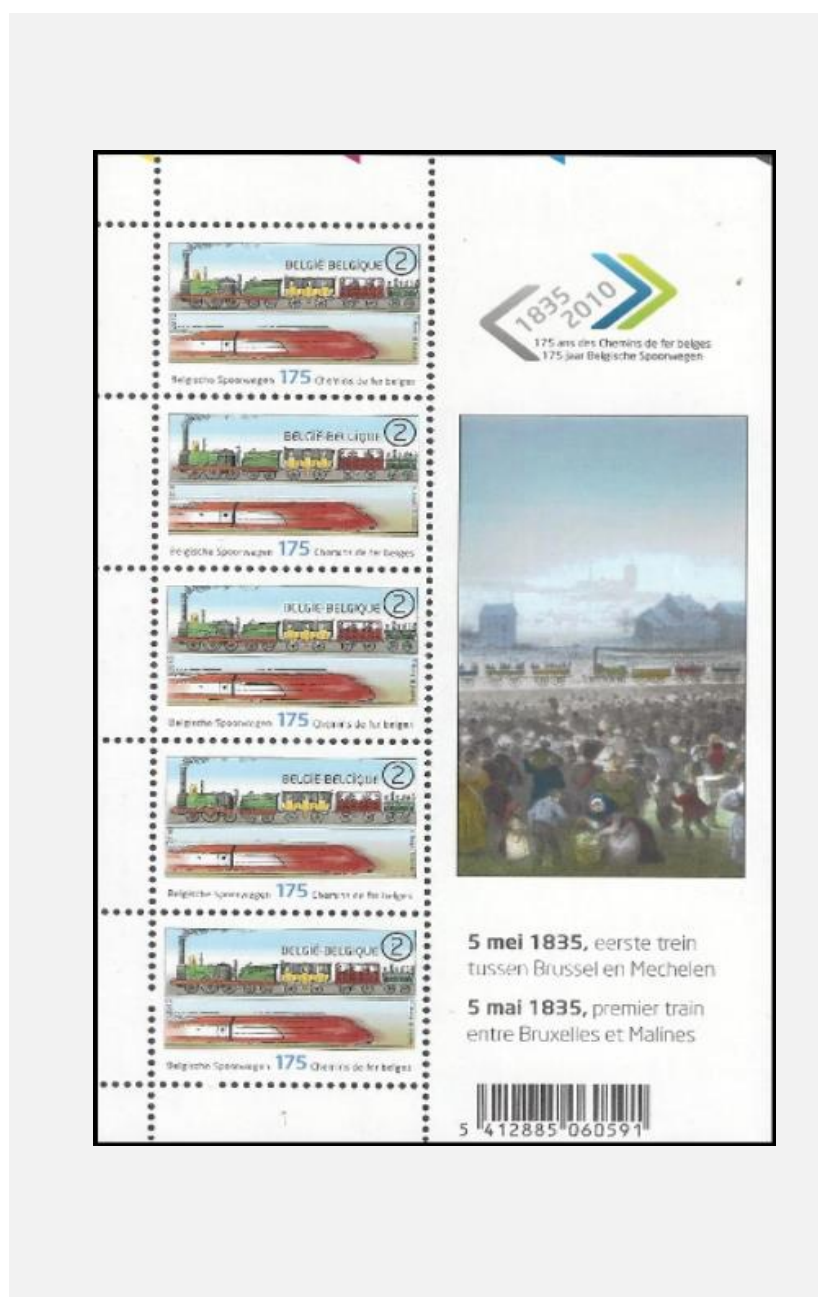 BELGIË-BELGIQUE 2
Belgische Spoorwegen 175 Chemins de fer belges
BELGIË-BELGIQUE 2
Belgische Spoorwegen 175 Chemins de fer belges
BELGIË-BELGIQUE 2
Belgische Spoorwegen 175 Chemins de fer belges
BELGIË-BELGIQUE 2
Belgische Spoorwegen 175 Chemins de fer belges
BELGIË-BELGIQUE 2
Belgische Spoorwegen 175 Chemins de fer belges
1
1835
2010
175 ans des Chemins de fer belges
175 jaar Belgische Spoorwegen
5 mei 1835, eerste trein
tussen Brussel en Mechelen
5 mai 1835, premier train
entre Bruxelles et Malines
5 412885 060591